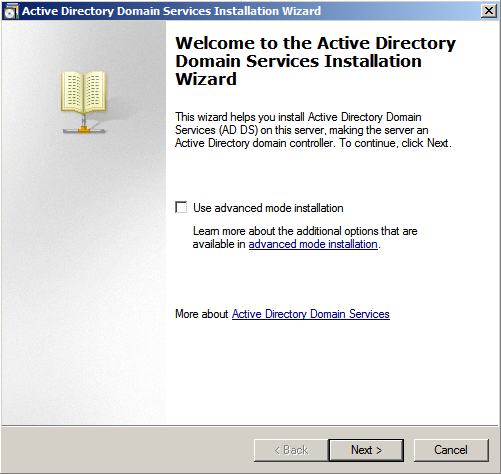 Active Directory Domain Services Installation Wizard
Welcome to the Active Directory
Domain Services Installation
Wizard
This wizard helps you install Active Directory Domain
Services (AD DS) on this server, making the server an
Active Directory domain controller. To continue, click Next.
Use advanced mode installation
Learn more about the additional options that are
available in advanced mode installation.
More about Active Directory Domain Services
< Back Next > Cancel